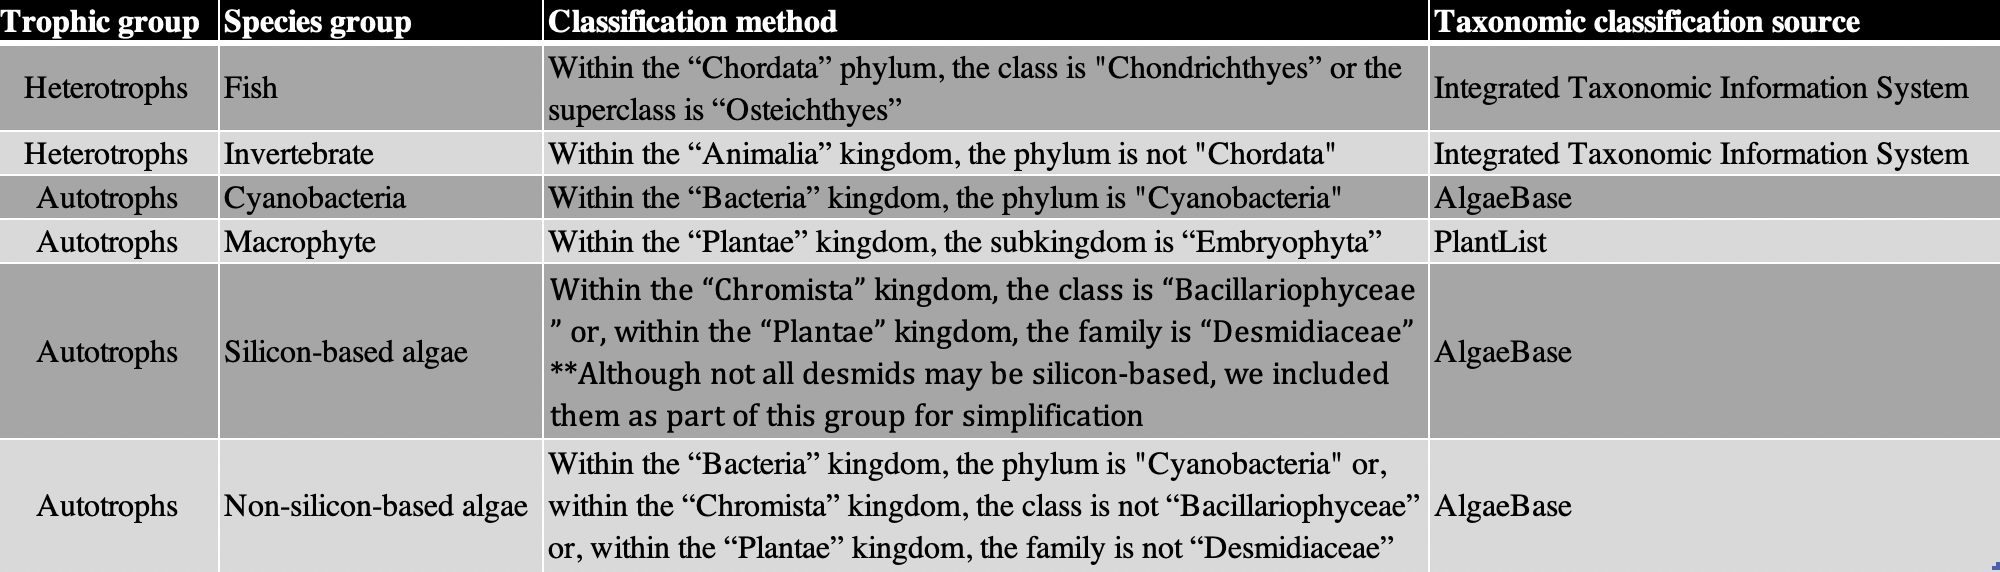 Trophic group Species group Classification method Taxonomic classification source
Heterotrophs Fish Within the “Chordata” phylum, the class is "Chondrichthyes” or the
superclass is “Osteichthyes” Integrated Taxonomic Information System
Heterotrophs Invertebrate Within the “Animalia” kingdom, the phylum is not "Chordata" Integrated Taxonomic Information System
Autotrophs Cyanobacteria Within the “Bacteria” kingdom, the phylum is "Cyanobacteria" AlgaeBase
Autotrophs Macrophyte Within the “Plantae” kingdom, the subkingdom is “Embryophyta” PlantList
Autotrophs Silicon-based algae Within the “Chromista” kingdom, the class is “Bacillariophyceae
” or, within the “Plantae” kingdom, the family is “Desmidiaceae”
**Although not all desmids may be silicon-based, we included
them as part of this group for simplification AlgaeBase
Autotrophs Non-silicon-based algae Within the “Bacteria” kingdom, the phylum is "Cyanobacteria" or,
within the “Chromista” kingdom, the class is not “Bacillariophyceae”
or, within the “Plantae” kingdom, the family is not “Desmidiaceae” AlgaeBase